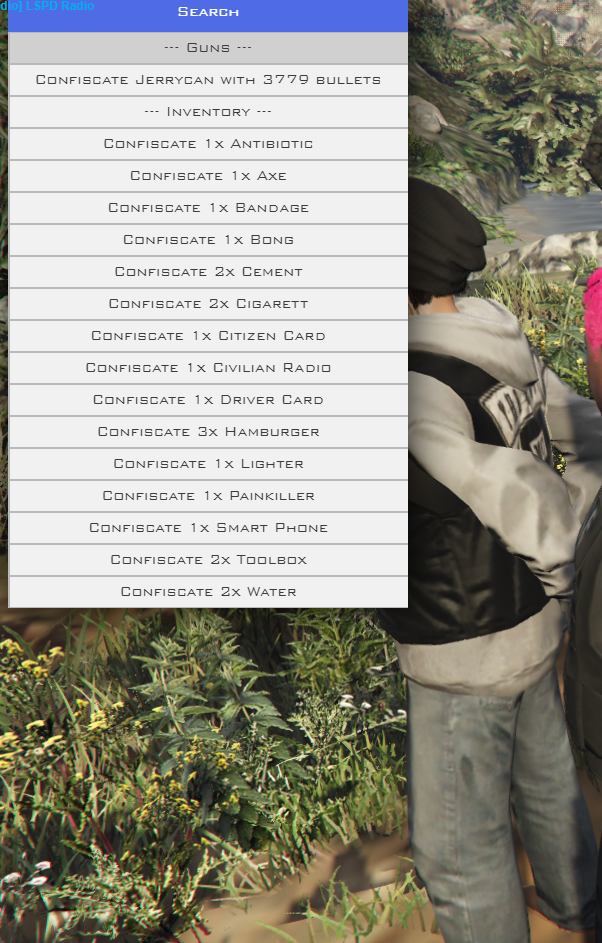 dio] LSPD Radio
Search
--- Guns ---
Confiscate Jerrycan with 3779 bullets
--- Inventory ---
Confiscate 1x Antibiotic
Confiscate 1x Axe
Confiscate 1x Bandage
Confiscate 1x Bong
Confiscate 2x Cement
Confiscate 2x Cigarett
Confiscate 1x Citizen Card
Confiscate 1x Civilian Radio
Confiscate 1x Driver Card
Confiscate 3x Hamburger
Confiscate 1x Lighter
Confiscate 1x Painkiller
Confiscate 1x Smart Phone
Confiscate 2x Toolbox
Confiscate 2x Water